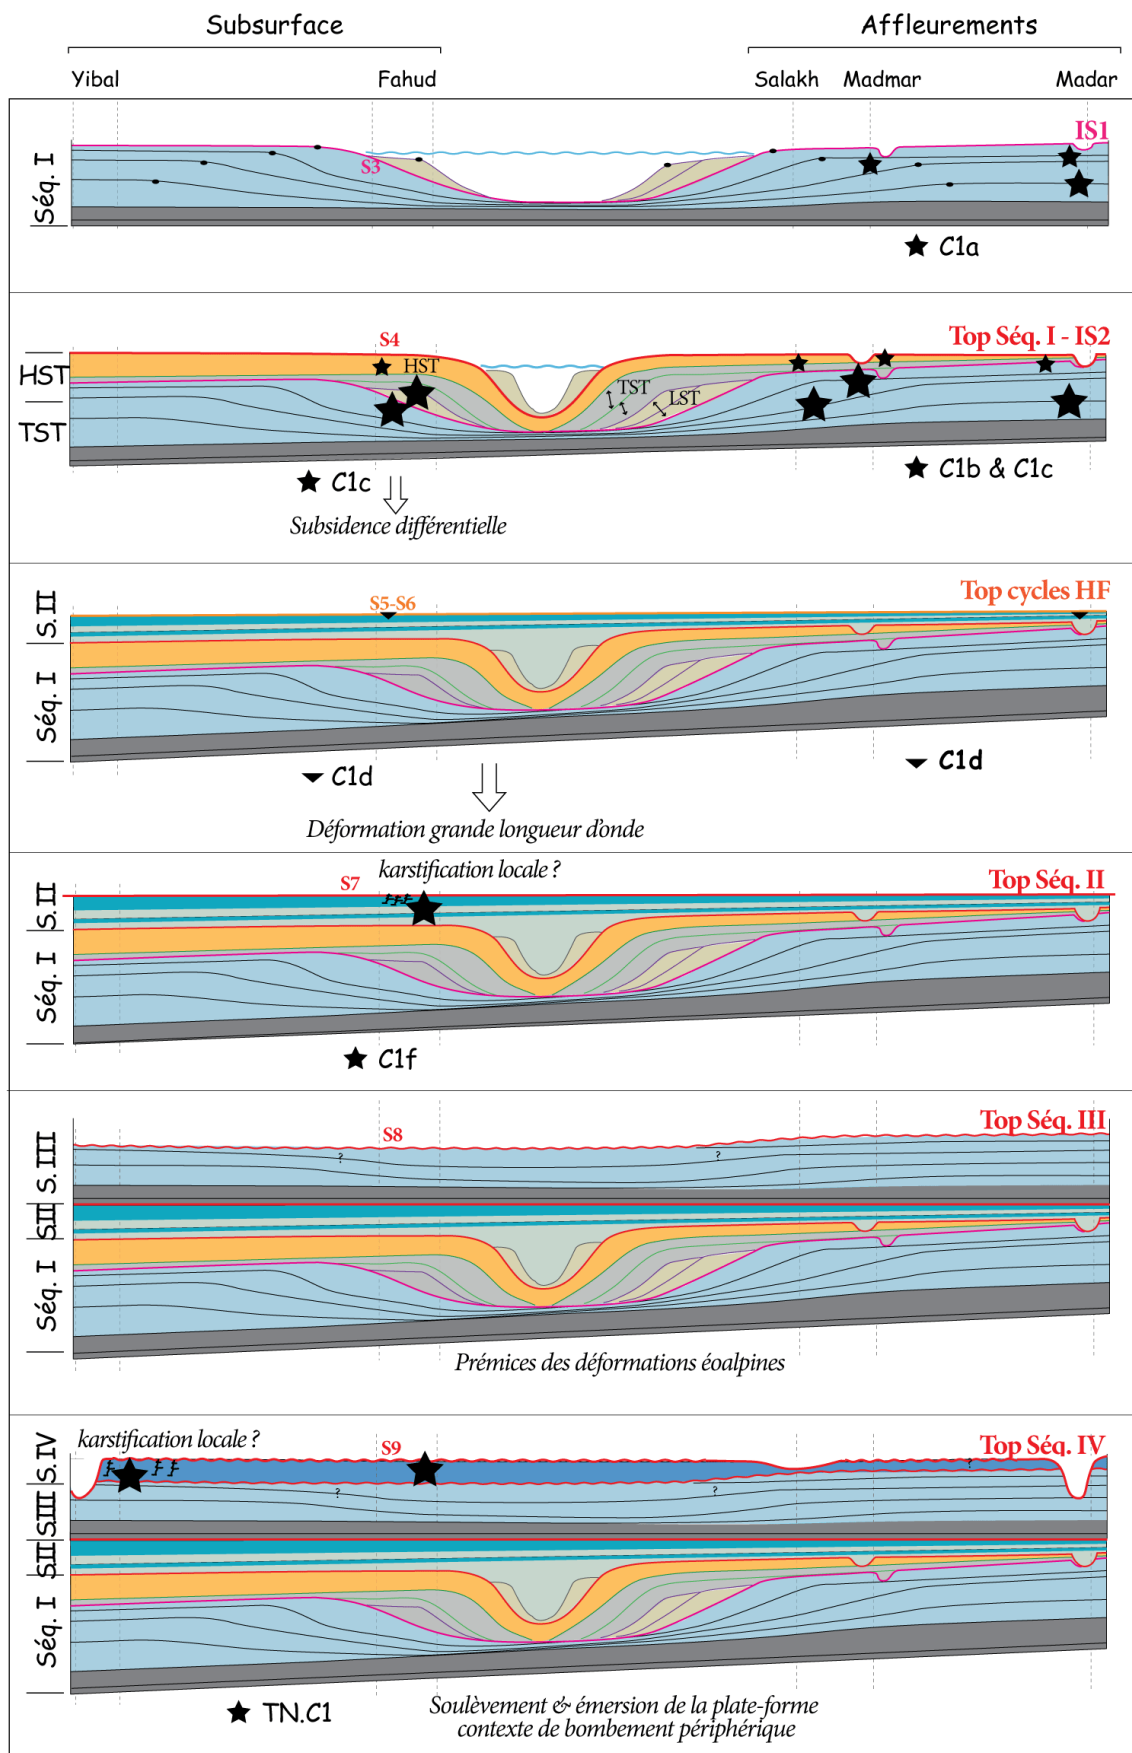 Subsurface
Affleurements
Yibal
Fahud
Salakh
Madmar
Madar
Séq. I
S3
IS1
C1a
HST
TST
S4
HST
TST
LST
Top Séq. I - IS2
C1c
C1b & C1c
Subsidence différentielle
S.II
Séq. I
S5-S6
Top cycles HF
C1d
C1d
Déformation grande longueur d'onde
karstification locale ?
S.II
Séq. I
S7
Top Séq. II
C1f
S.III
SII
Séq. I
S8
Top Séq. III
?
?
Prémices des déformations éoalpines
karstification locale ?
S.IV
SIII
SII
Séq. I
S9
Top Séq. IV
?
?
?
TN.C1
Soulèvement & émersion de la plate-forme
contexte de bombement périphérique